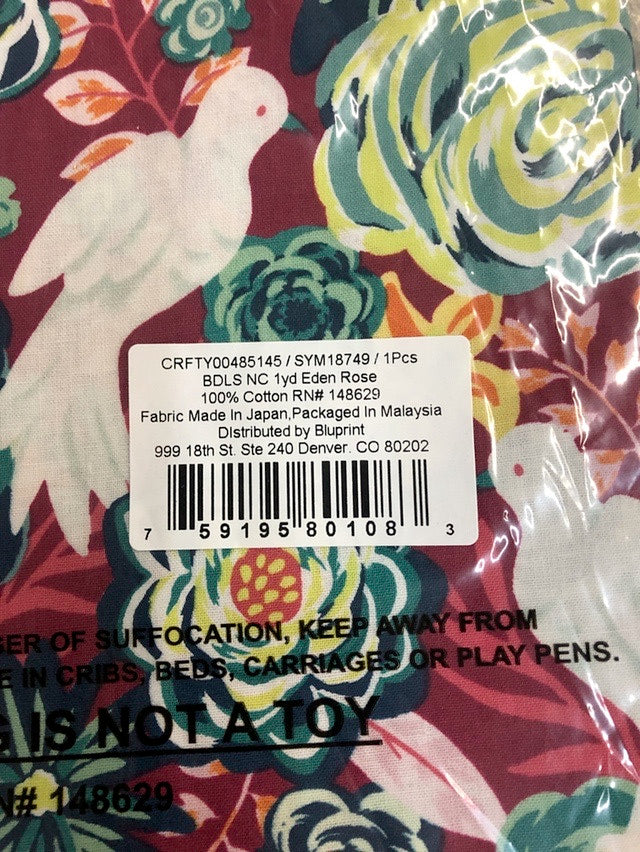 CRFTY00485145 / SYM18749 / 1Pcs
BDLS NC 1yd Eden Rose
100% Cotton RN# 148629
Fabric Made In Japan,Packaged In Malaysia
Distributed by Bluprint
999 18th St. Ste 240 Denver. CO 80202
7 59195 80108 3
OF SUFFOCATION, KEEP AWAY FROM
IN CRIBS, BEDS, CARRIAGES OR PLAY PENS.
IS NOT A TOY
N# 148629